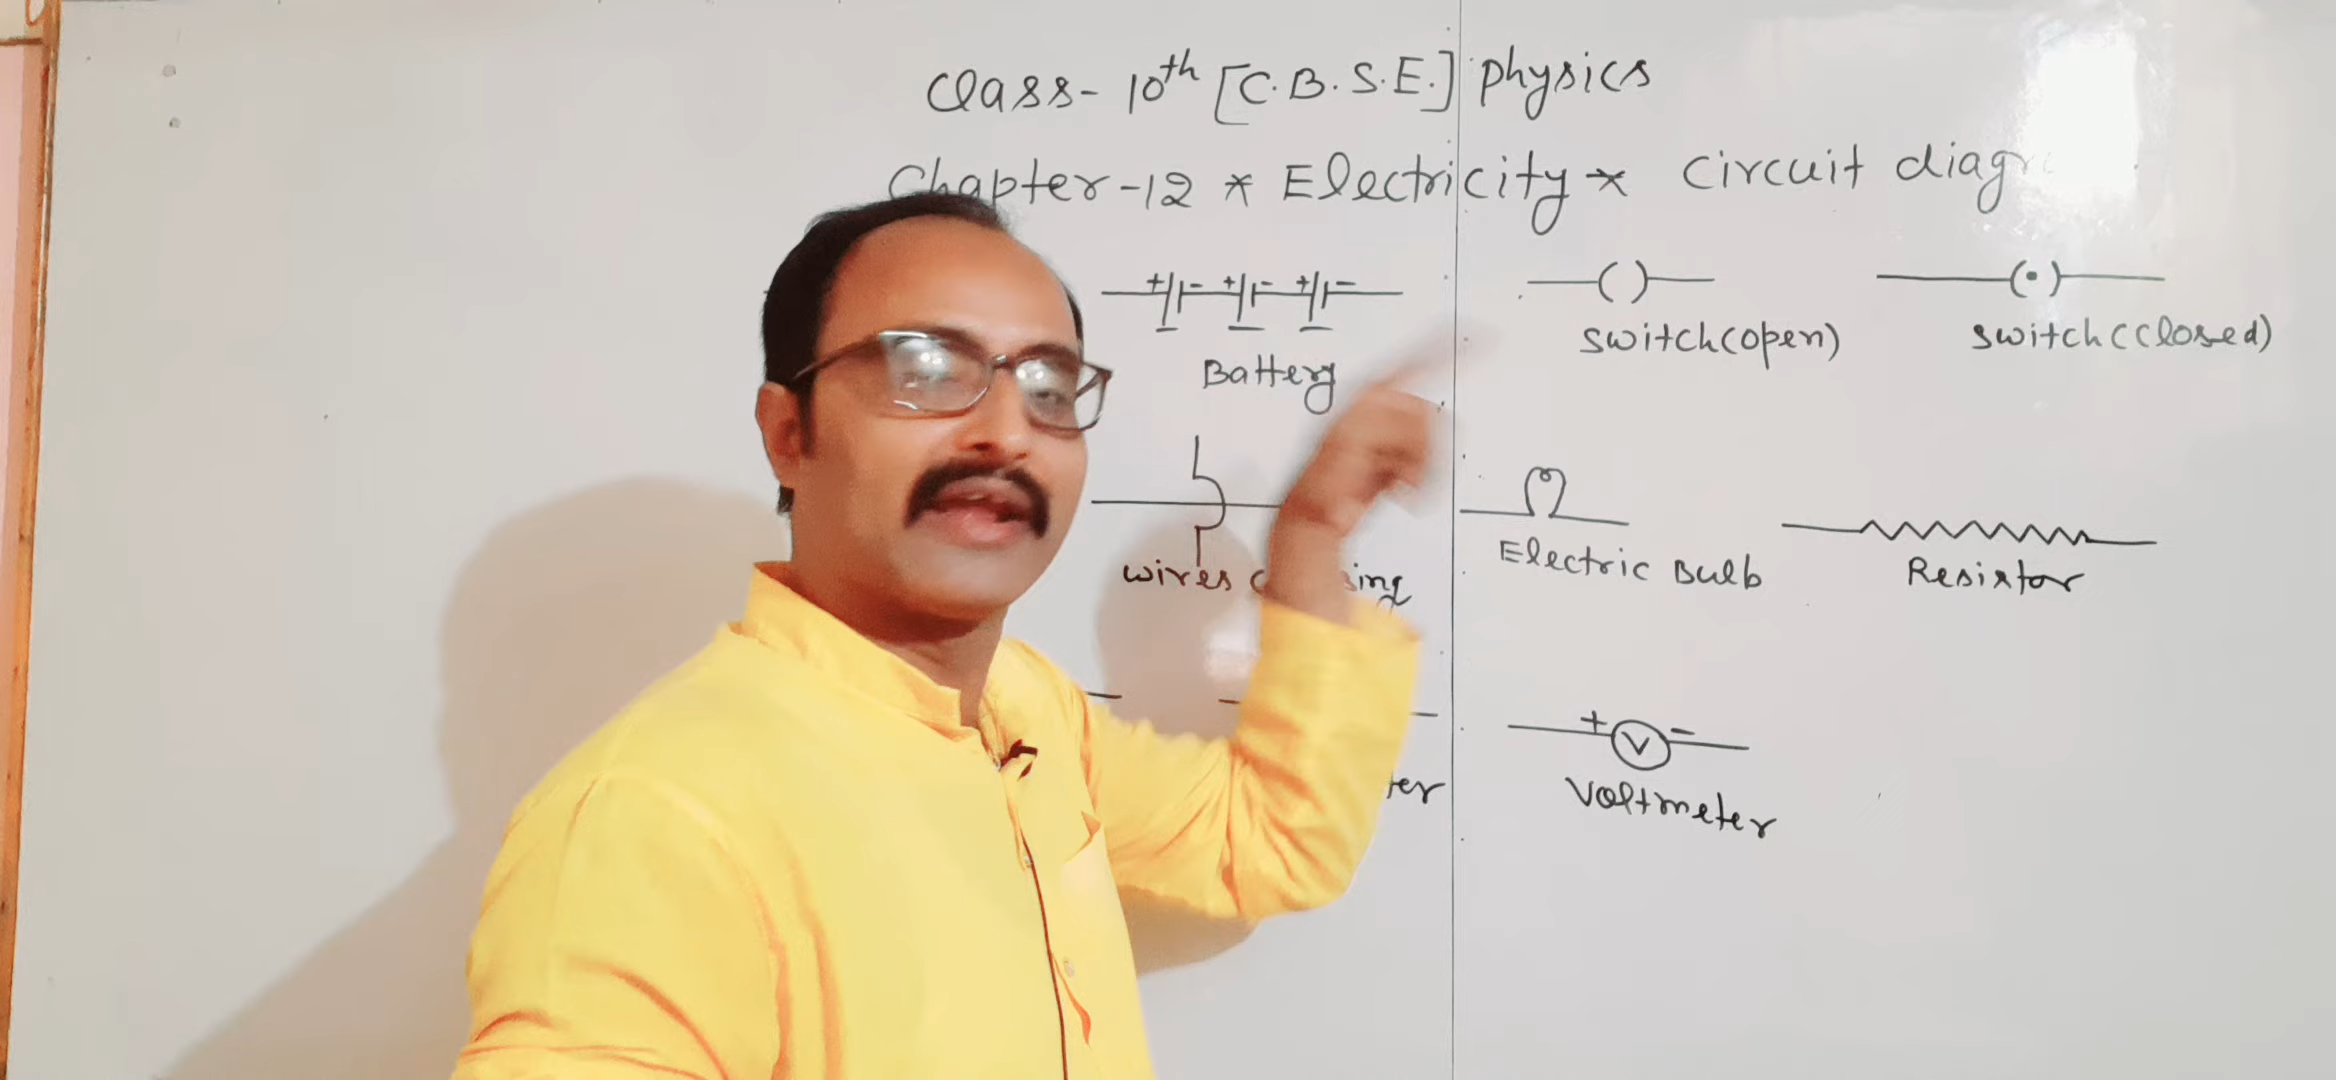 Class- 10th [C.B.S.E.] physics
Chapter-12 * Electricity * Circuit
+ - + - + -
Battery
switch(open)
switch(closed)
wires
Electric Bulb
Resistor
+ V -
Voltmeter